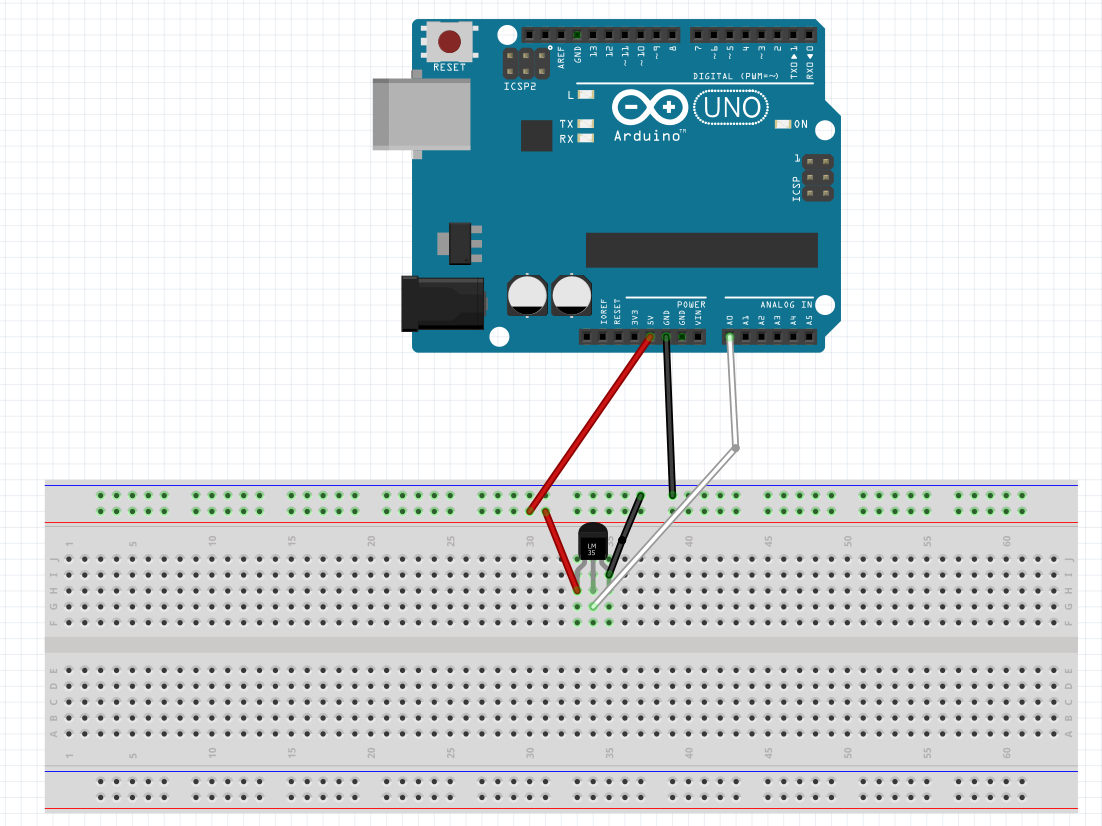 RESET
ICSP2
AREF
GND
13
12
~11
~10
~9
8
7
~6
~5
4
~3
2
TX0▶1
RX0◀0
DIGITAL (PWM=~)
L
TX
RX
UNO
Arduino™
ON
1
ICSP
POWER
ANALOG IN
IOREF
RESET
3V3
5V
GND
GND
VIN
A0
A1
A2
A3
A4
A5
1 5 10 15 20 25 30 35 40 45 50 55 60
LM
35
J J
I I
H H
G G
F F
E E
D D
C C
B B
A A
1 5 10 15 20 25 30 35 40 45 50 55 60